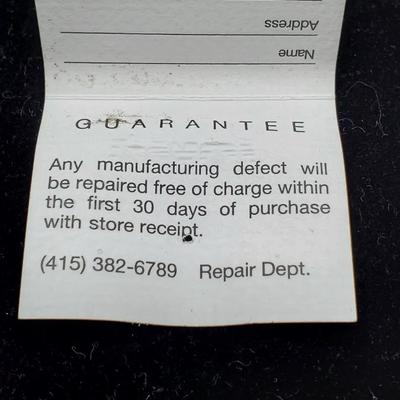 Address
Name
GUARANTEE
Any manufacturing defect will
be repaired free of charge within
the first 30 days of purchase
with store receipt.
(415) 382-6789 Repair Dept.